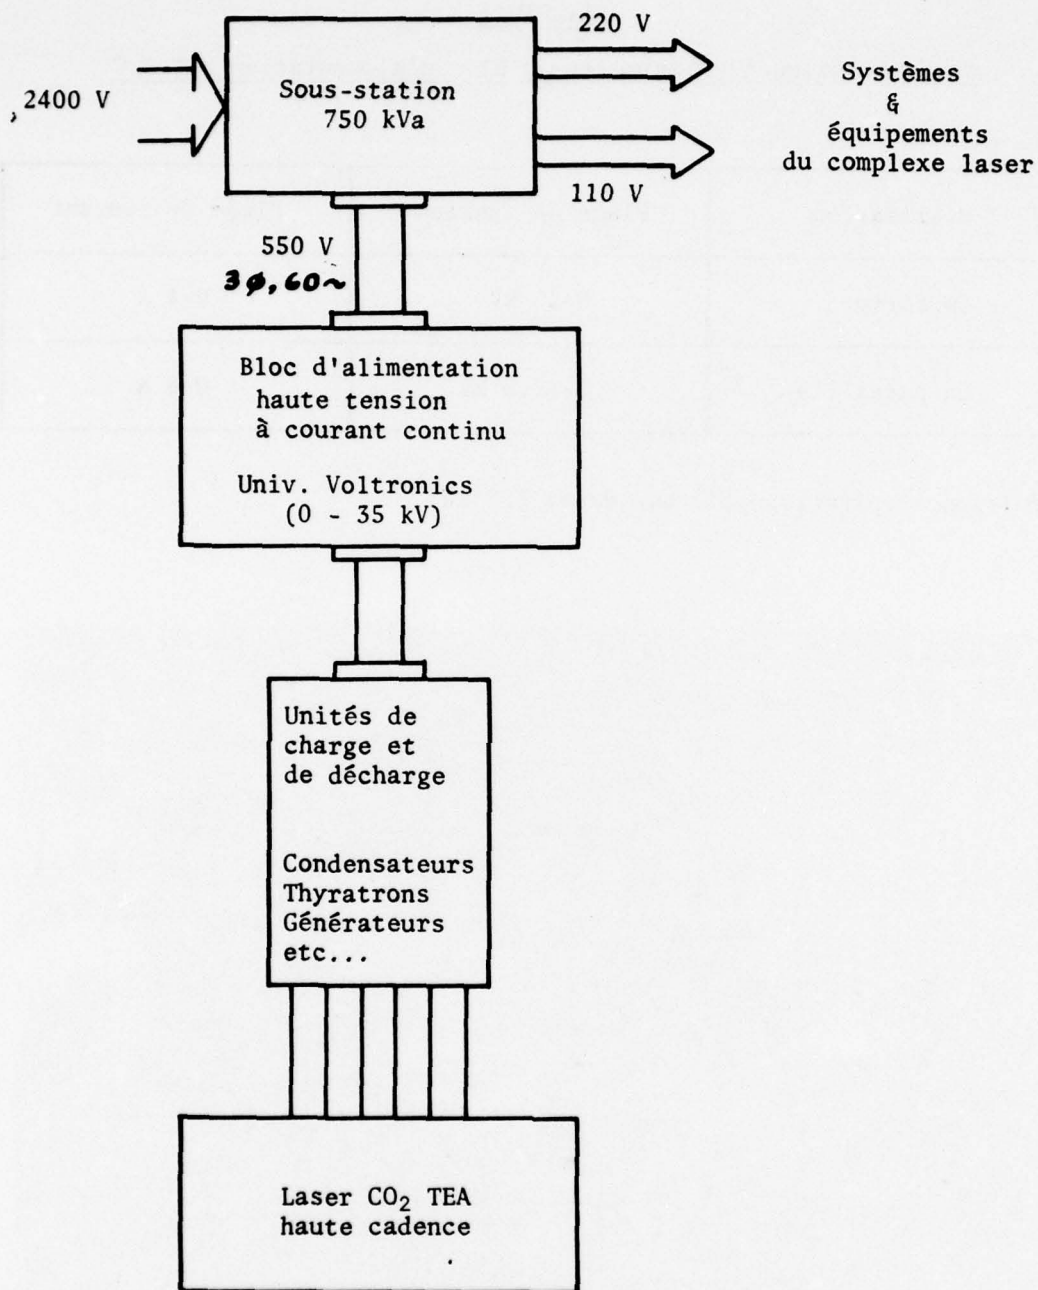 220 V
2400 V
Sous-station
750 kVa
Systèmes
&
équipements
du complexe laser
110 V
550 V
3ø, 60~
Bloc d'alimentation
haute tension
à courant continu
Univ. Voltronics
(0 - 35 kV)
Unités de
charge et
de décharge
Condensateurs
Thyratrons
Générateurs
etc...
Laser CO₂ TEA
haute cadence